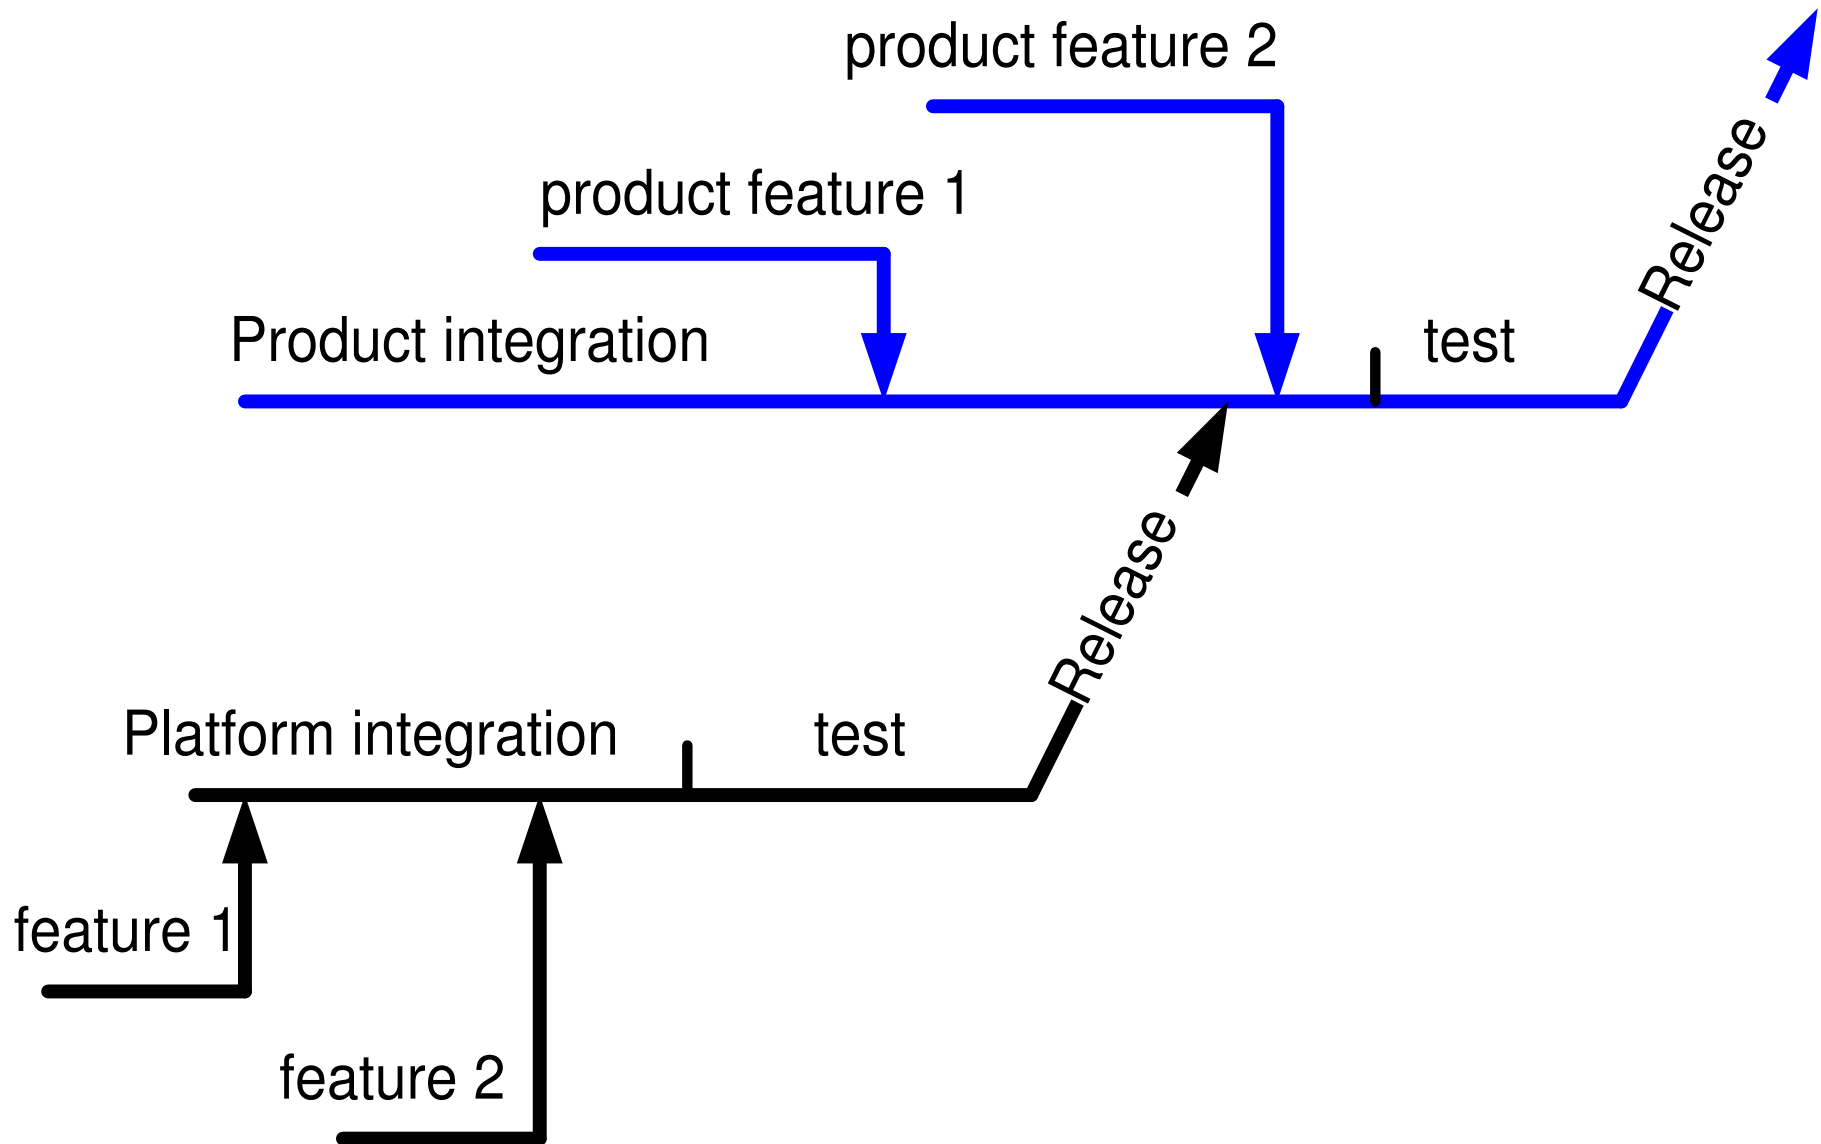 product feature 2
product feature 1
Release
Product integration
test
Release
Platform integration
test
feature 1
feature 2